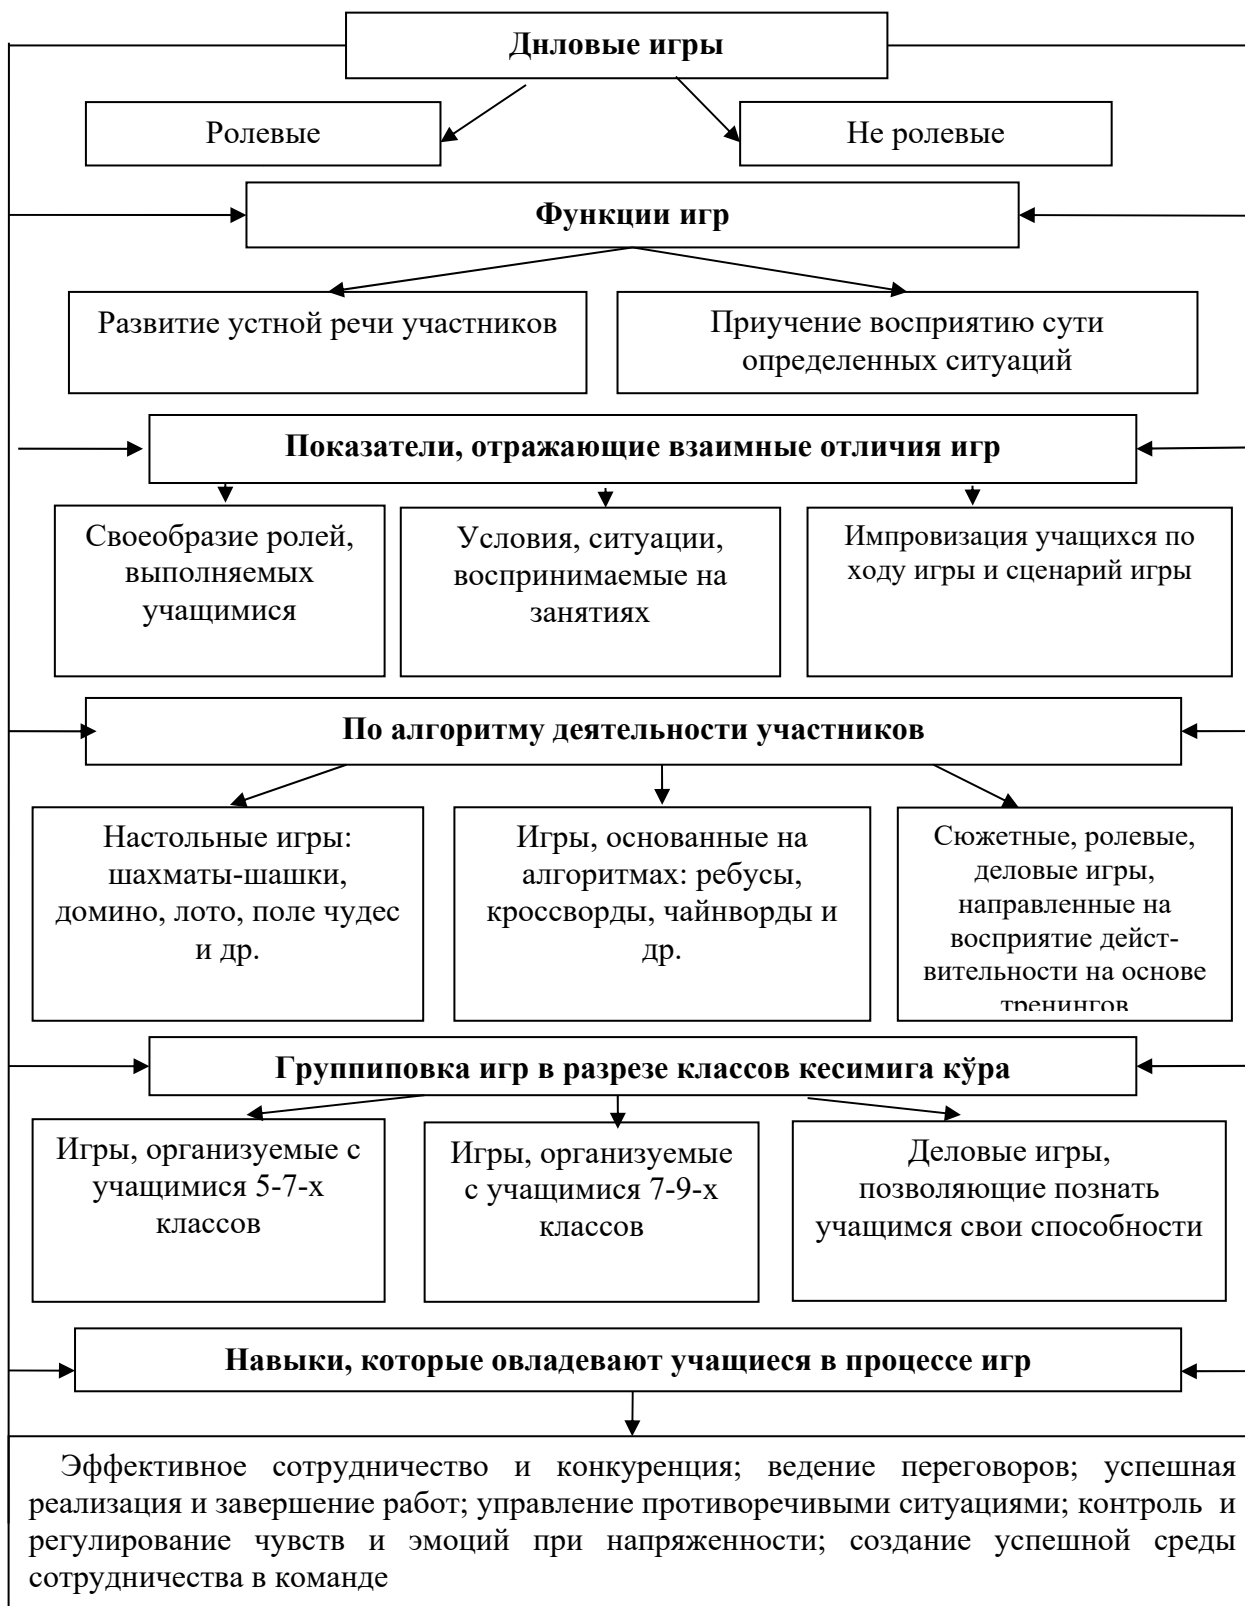 Днловые игры
Ролевые
Не ролевые
Функции игр
Развитие устной речи участников
Приучение восприятию сути
определенных ситуаций
Показатели, отражающие взаимные отличия игр
Своеобразие ролей,
выполняемых
учащимися
Условия, ситуации,
воспринимаемые на
занятиях
Импровизация учащихся по
ходу игры и сценарий игры
По алгоритму деятельности участников
Настольные игры:
шахматы-шашки,
домино, лото, поле чудес
и др.
Игры, основанные на
алгоритмах: ребусы,
кроссворды, чайнворды и
др.
Сюжетные, ролевые,
деловые игры,
направленные на
восприятие дейст-
вительности на основе
тренингов
Группиповка игр в разрезе классов кесимига кўра
Игры, организуемые с
учащимися 5-7-х
классов
Игры, организуемые
с учащимися 7-9-х
классов
Деловые игры,
позволяющие познать
учащимся свои способности
Навыки, которые овладевают учащиеся в процессе игр
Эффективное сотрудничество и конкуренция; ведение переговоров; успешная
реализация и завершение работ; управление противоречивыми ситуациями; контроль и
регулирование чувств и эмоций при напряженности; создание успешной среды
сотрудничества в команде